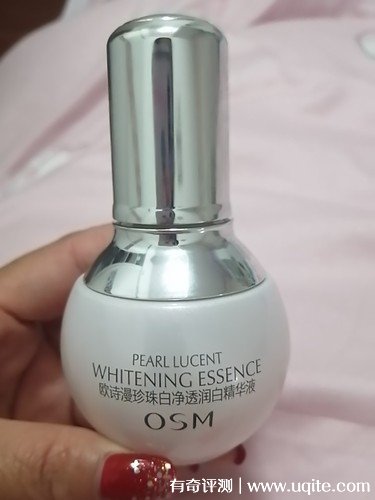 PEARL LUCENT
WHITENING ESSENCE
欧诗漫珍珠白净透润白精华液
OSM
有奇评测 | www.uqite.com